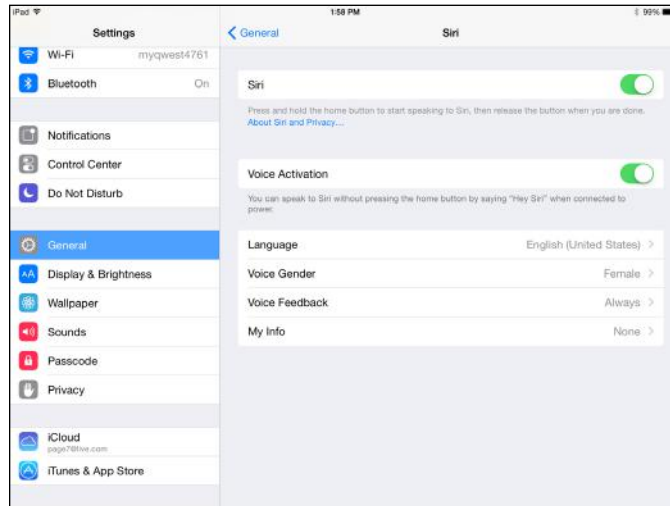 iPad 1:58 PM 99%
Settings
General Siri
Wi-Fi myqwest4761
Bluetooth On
Notifications
Control Center
Do Not Disturb
General
Display & Brightness
Wallpaper
Sounds
Passcode
Privacy
iCloud
page7@live.com
iTunes & App Store
Siri
Press and hold the home button to start speaking to Siri, then release the button when you are done.
About Siri and Privacy...
Voice Activation
You can speak to Siri without pressing the home button by saying "Hey Siri" when connected to
power.
Language English (United States)
Voice Gender Female
Voice Feedback Always
My Info None